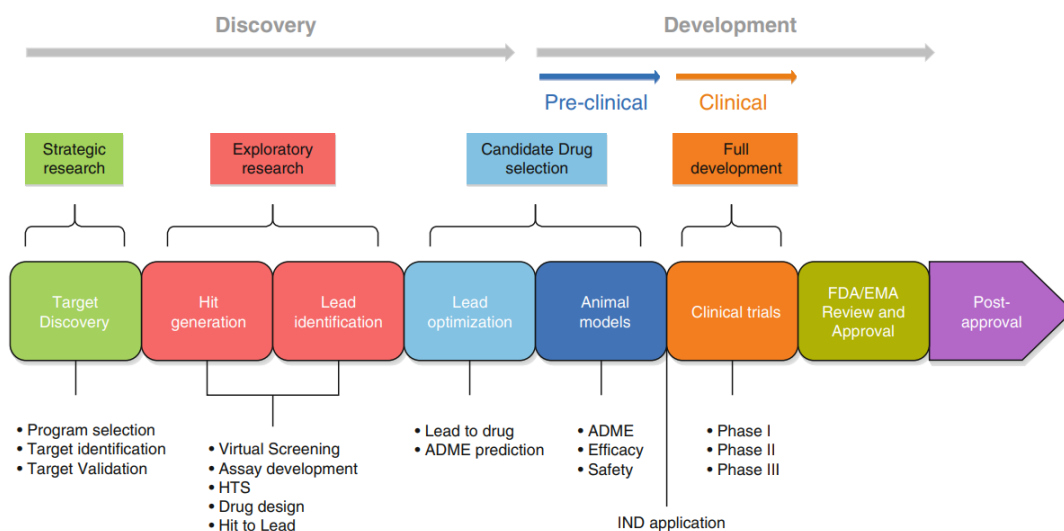 Discovery
Development
Pre-clinical
Clinical
Strategic
research
Exploratory
research
Candidate Drug
selection
Full
development
Target
Discovery
Hit
generation
Lead
identification
Lead
optimization
Animal
models
Clinical trials
FDA/EMA
Review and
Approval
Post-
approval
• Program selection
• Target identification
• Target Validation
• Virtual Screening
• Assay development
• HTS
• Drug design
• Hit to Lead
• Lead to drug
• ADME prediction
• ADME
• Efficacy
• Safety
• Phase I
• Phase II
• Phase III
IND application